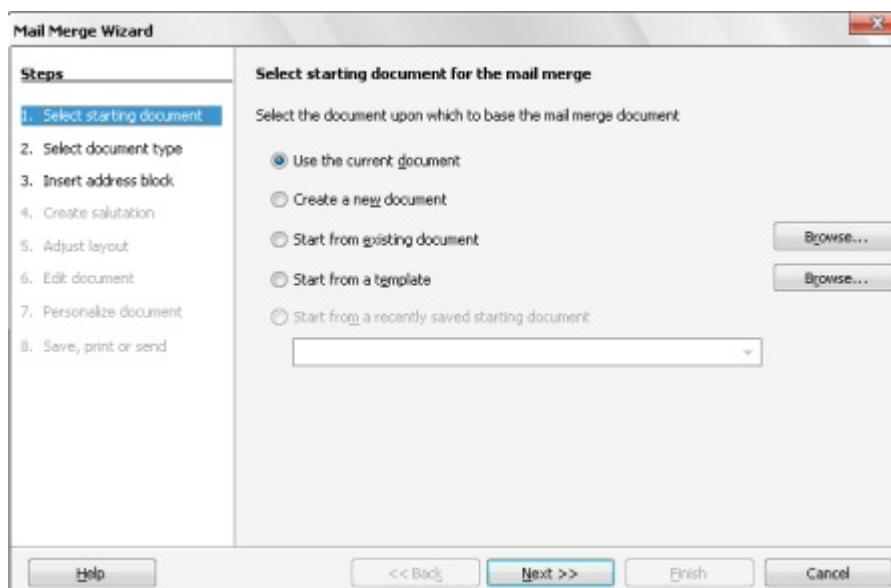 Mail Merge Wizard
Steps
1. Select starting document
2. Select document type
3. Insert address block
4. Create salutation
5. Adjust layout
6. Edit document
7. Personalize document
8. Save, print or send
Select starting document for the mail merge
Select the document upon which to base the mail merge document
Use the current document
Create a new document
Start from existing document
Browse...
Start from a template
Browse...
Start from a recently saved starting document
Help
<< Back
Next >>
Finish
Cancel